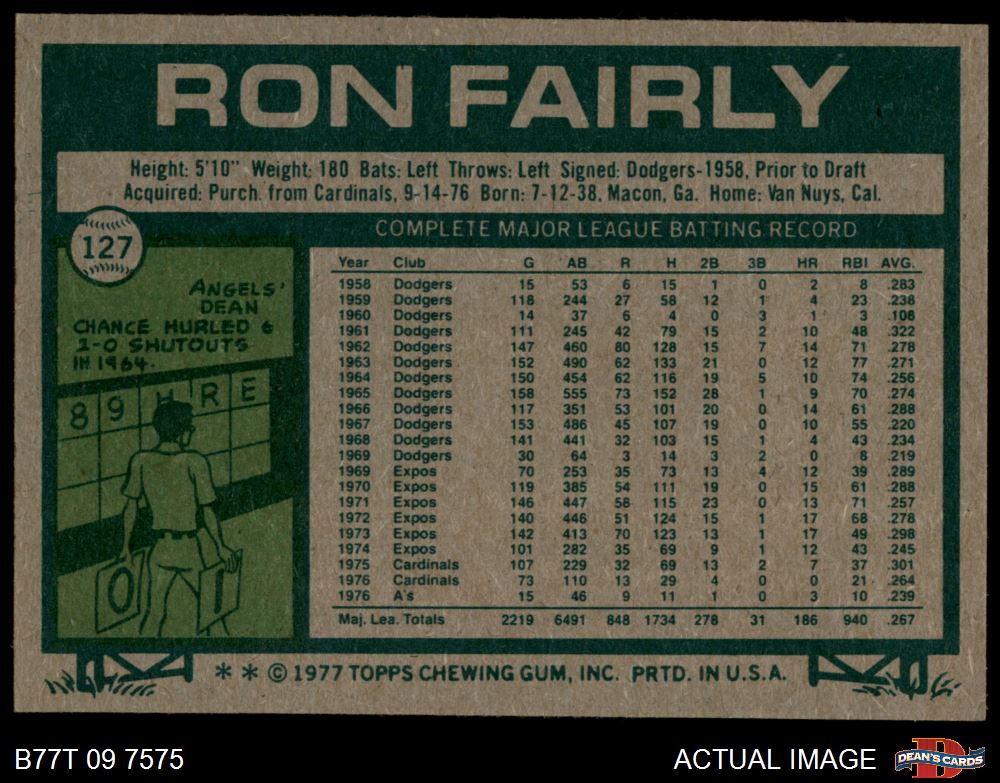 RON FAIRLY
Height: 5'10" Weight: 180 Bats: Left Throws: Left Signed: Dodgers-1958, Prior to Draft
Acquired: Purch. from Cardinals, 9-14-76 Born: 7-12-38, Macon, Ga. Home: Van Nuys, Cal.
127
ANGELS'
DEAN
CHANCE HURLED 6
1-0 SHUTOUTS
IN 1964.
89 H R E
0 1
COMPLETE MAJOR LEAGUE BATTING RECORD
Year Club G AB R H 2B 3B HR RBI AVG.
1958 Dodgers 15 53 6 15 1 0 2 8 .283
1959 Dodgers 118 244 27 58 12 1 4 23 .238
1960 Dodgers 14 37 6 4 0 3 1 3 .108
1961 Dodgers 111 245 42 79 15 2 10 48 .322
1962 Dodgers 147 460 80 128 15 7 14 71 .278
1963 Dodgers 152 490 62 133 21 0 12 77 .271
1964 Dodgers 150 454 62 116 19 5 10 74 .256
1965 Dodgers 158 555 73 152 28 1 9 70 .274
1966 Dodgers 117 351 53 101 20 0 14 61 .288
1967 Dodgers 153 486 45 107 19 0 10 55 .220
1968 Dodgers 141 441 32 103 15 1 4 43 .234
1969 Dodgers 30 64 3 14 3 2 0 8 .219
1969 Expos 70 253 35 73 13 4 12 39 .289
1970 Expos 119 385 54 111 19 0 15 61 .288
1971 Expos 146 447 58 115 23 0 13 71 .257
1972 Expos 140 446 51 124 15 1 17 68 .278
1973 Expos 142 413 70 123 13 1 17 49 .298
1974 Expos 101 282 35 69 9 1 12 43 .245
1975 Cardinals 107 229 32 69 13 2 7 37 .301
1976 Cardinals 73 110 13 29 4 0 0 21 .264
1976 A's 15 46 9 11 1 0 3 10 .239
Maj. Lea. Totals 2219 6491 848 1734 278 31 186 940 .267
* * © 1977 TOPPS CHEWING GUM, INC. PRTD. IN U.S.A.
B77T 09 7575
ACTUAL IMAGE
D
DEAN'S CARDS